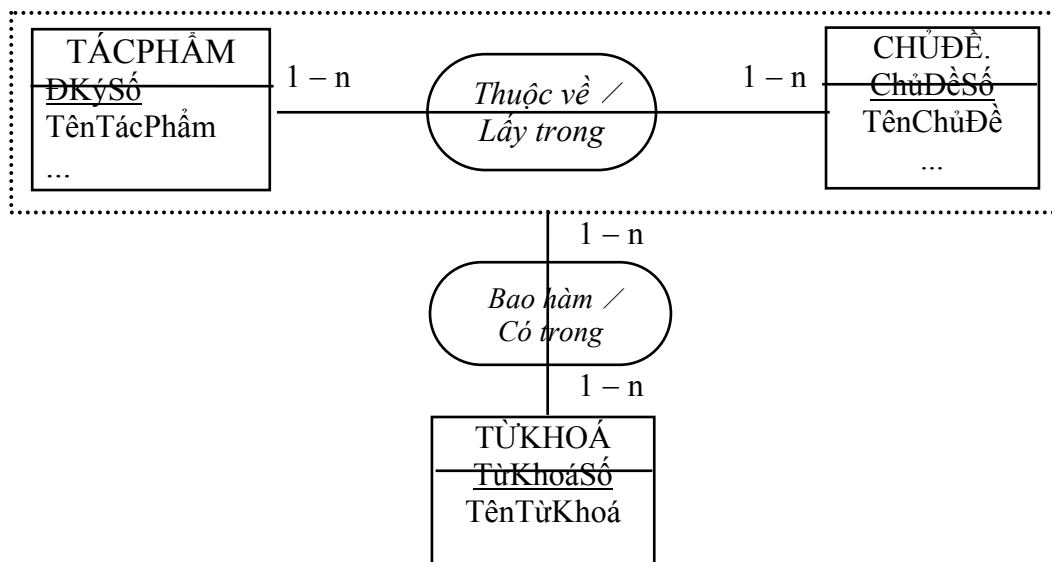 TÁCPHẨM
ĐKýSố
TênTácPhẩm
...
1 – n
Thuộc về /
Lấy trong
1 – n
CHỦĐỀ.
ChủĐềSố
TênChủĐề
...
1 – n
Bao hàm /
Có trong
1 – n
TỪKHOÁ
TừKhoáSố
TênTừKhoá